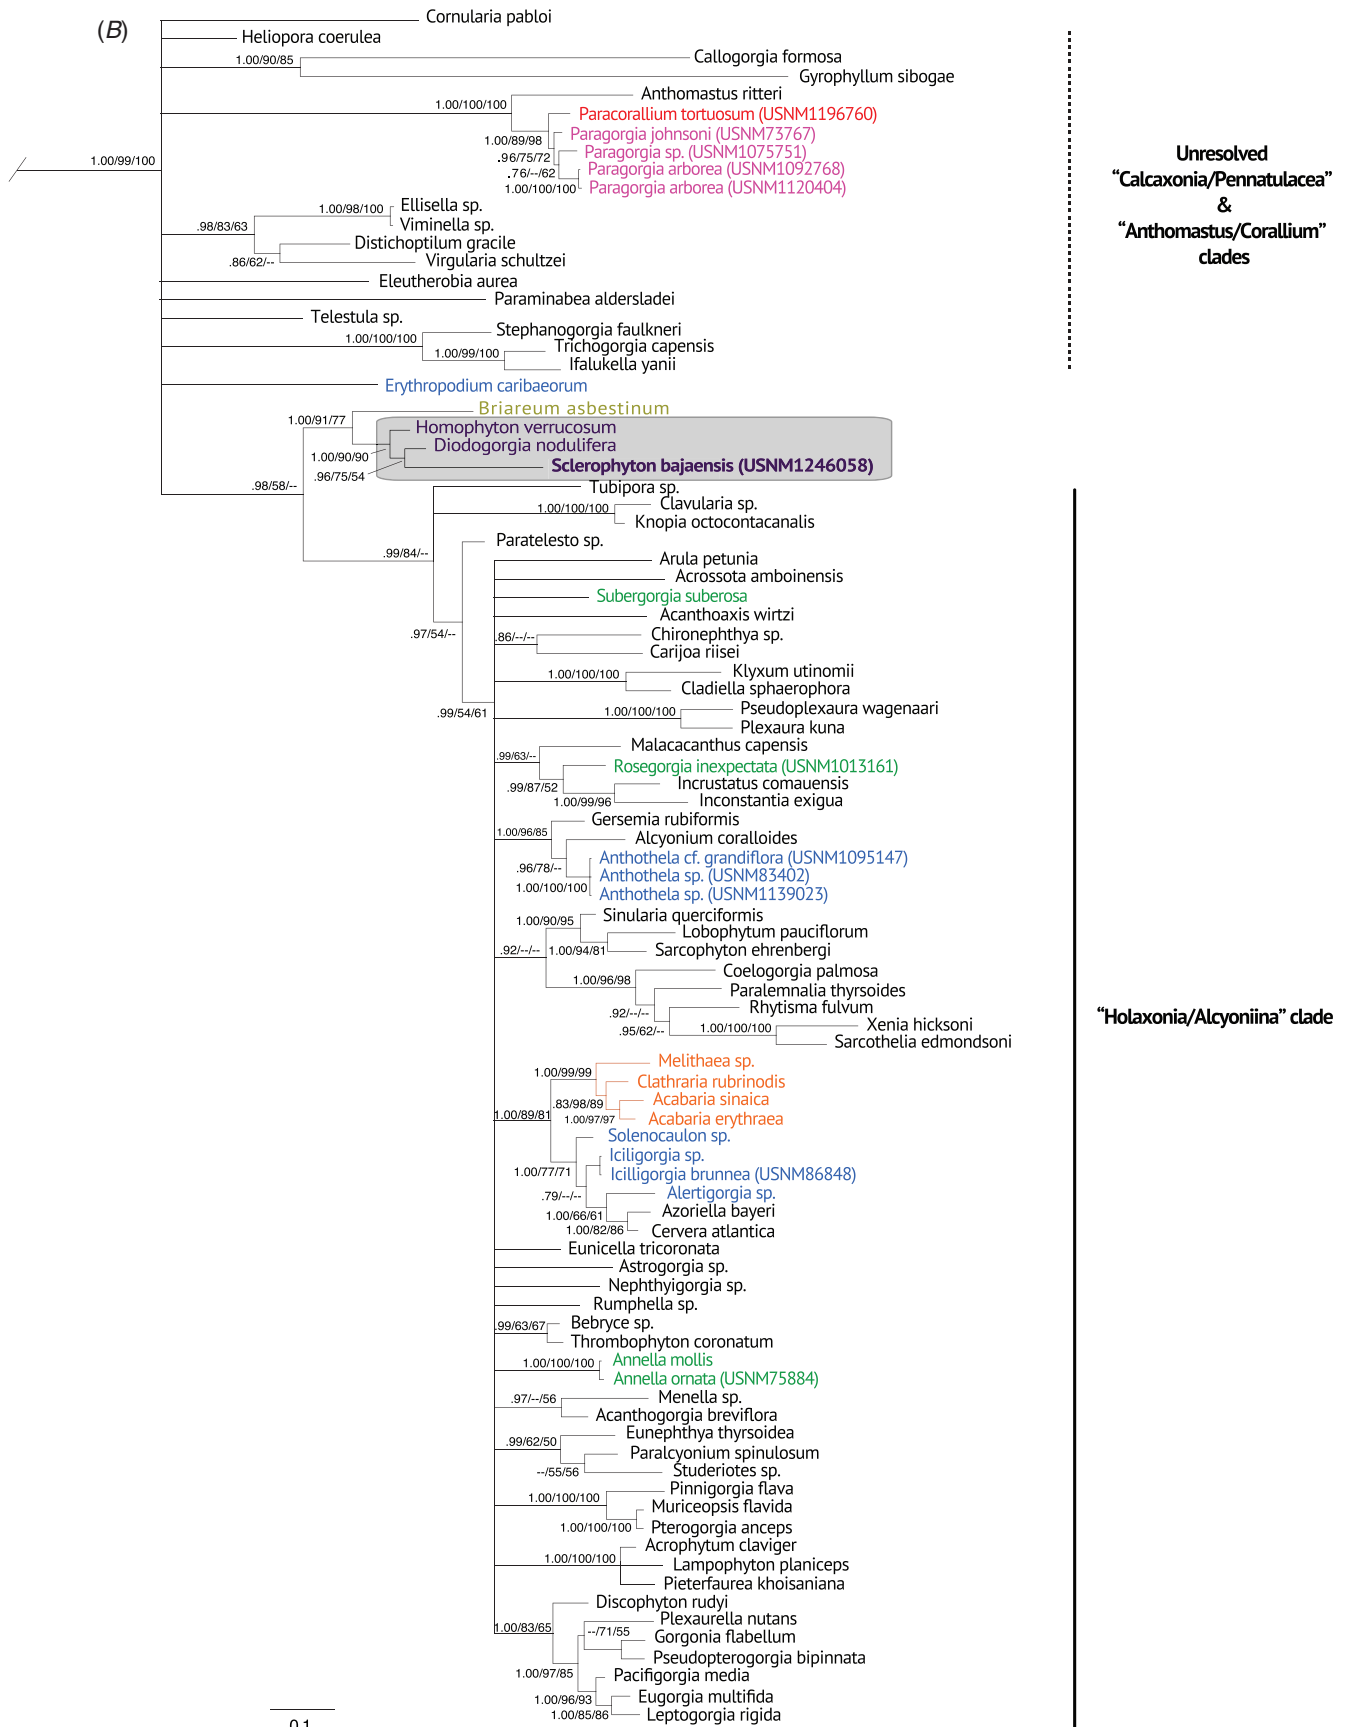 (B)
Cornularia pabloi
Heliopora coerulea
1.00/90/85
Callogorgia formosa
Gyrophyllum sibogae
Anthomastus ritteri
1.00/100/100
Paracorallium tortuosum (USNM1196760)
1.00/89/98
Paragorgia johnsoni (USNM73767)
.96/75/72
Paragorgia sp. (USNM1075751)
.76/--/62
Paragorgia arborea (USNM1092768)
1.00/100/100
Paragorgia arborea (USNM1120404)
1.00/99/100
Unresolved
“Calcaxonia/Pennatulacea”
&
“Anthomastus/Corallium”
clades
1.00/98/100
Ellisella sp.
Viminella sp.
.98/83/63
Distichoptilum gracile
.86/62/--
Virgularia schultzei
Eleutherobia aurea
Paraminabea aldersladei
Telestula sp.
1.00/100/100
Stephanogorgia faulkneri
1.00/99/100
Trichogorgia capensis
Ifalukella yanii
Erythropodium caribaeorum
1.00/91/77
Briareum asbestinum
Homophyton verrucosum
1.00/90/90
Diodogorgia nodulifera
.96/75/54
Sclerophyton bajaensis (USNM1246058)
.98/58/--
Tubipora sp.
1.00/100/100
Clavularia sp.
Knopia octocontacanalis
.99/84/--
Paratelesto sp.
Arula petunia
Acrossota amboinensis
Subergorgia suberosa
Acanthoaxis wirtzi
.97/54/--
.86/--/--
Chironephthya sp.
Carijoa riisei
1.00/100/100
Klyxum utinomii
Cladiella sphaerophora
.99/54/61
1.00/100/100
Pseudoplexaura wagenaari
Plexaura kuna
.99/63/--
Malacacanthus capensis
Rosegorgia inexpectata (USNM1013161)
.99/87/52
Incrustatus comauensis
1.00/99/96
Inconstantia exigua
Gersemia rubiformis
1.00/96/85
Alcyonium coralloides
Anthothela cf. grandiflora (USNM1095147)
.96/78/--
Anthothela sp. (USNM83402)
1.00/100/100
Anthothela sp. (USNM1139023)
1.00/90/95
Sinularia querciformis
Lobophytum pauciflorum
.92/--/--
1.00/94/81
Sarcophyton ehrenbergi
1.00/96/98
Coelogorgia palmosa
Paralemnalia thyrsoides
.92/--/--
Rhytisma fulvum
.95/62/--
1.00/100/100
Xenia hicksoni
Sarcothelia edmondsoni
“Holaxonia/Alcyoniina” clade
Melithaea sp.
1.00/99/99
Clathraria rubrinodis
.83/98/89
Acabaria sinaica
1.00/89/81
1.00/97/97
Acabaria erythraea
Solenocaulon sp.
Iciligorgia sp.
1.00/77/71
Icilligorgia brunnea (USNM86848)
.79/--/--
Alertigorgia sp.
1.00/66/61
Azoriella bayeri
1.00/82/86
Cervera atlantica
Eunicella tricoronata
Astrogorgia sp.
Nephthyigorgia sp.
Rumphella sp.
.99/63/67
Bebryce sp.
Thrombophyton coronatum
1.00/100/100
Annella mollis
Annella ornata (USNM75884)
.97/--/56
Menella sp.
Acanthogorgia breviflora
.99/62/50
Eunephthya thyrsoidea
Paralcyonium spinulosum
--/55/56
Studeriotes sp.
1.00/100/100
Pinnigorgia flava
Muriceopsis flavida
1.00/100/100
Pterogorgia anceps
Acrophytum claviger
1.00/100/100
Lampophyton planiceps
Pieterfaurea khoisaniana
Discophyton rudyi
1.00/83/65
Plexaurella nutans
--/71/55
Gorgonia flabellum
Pseudopterogorgia bipinnata
1.00/97/85
Pacifigorgia media
1.00/96/93
Eugorgia multifida
1.00/85/86
Leptogorgia rigida
0.1